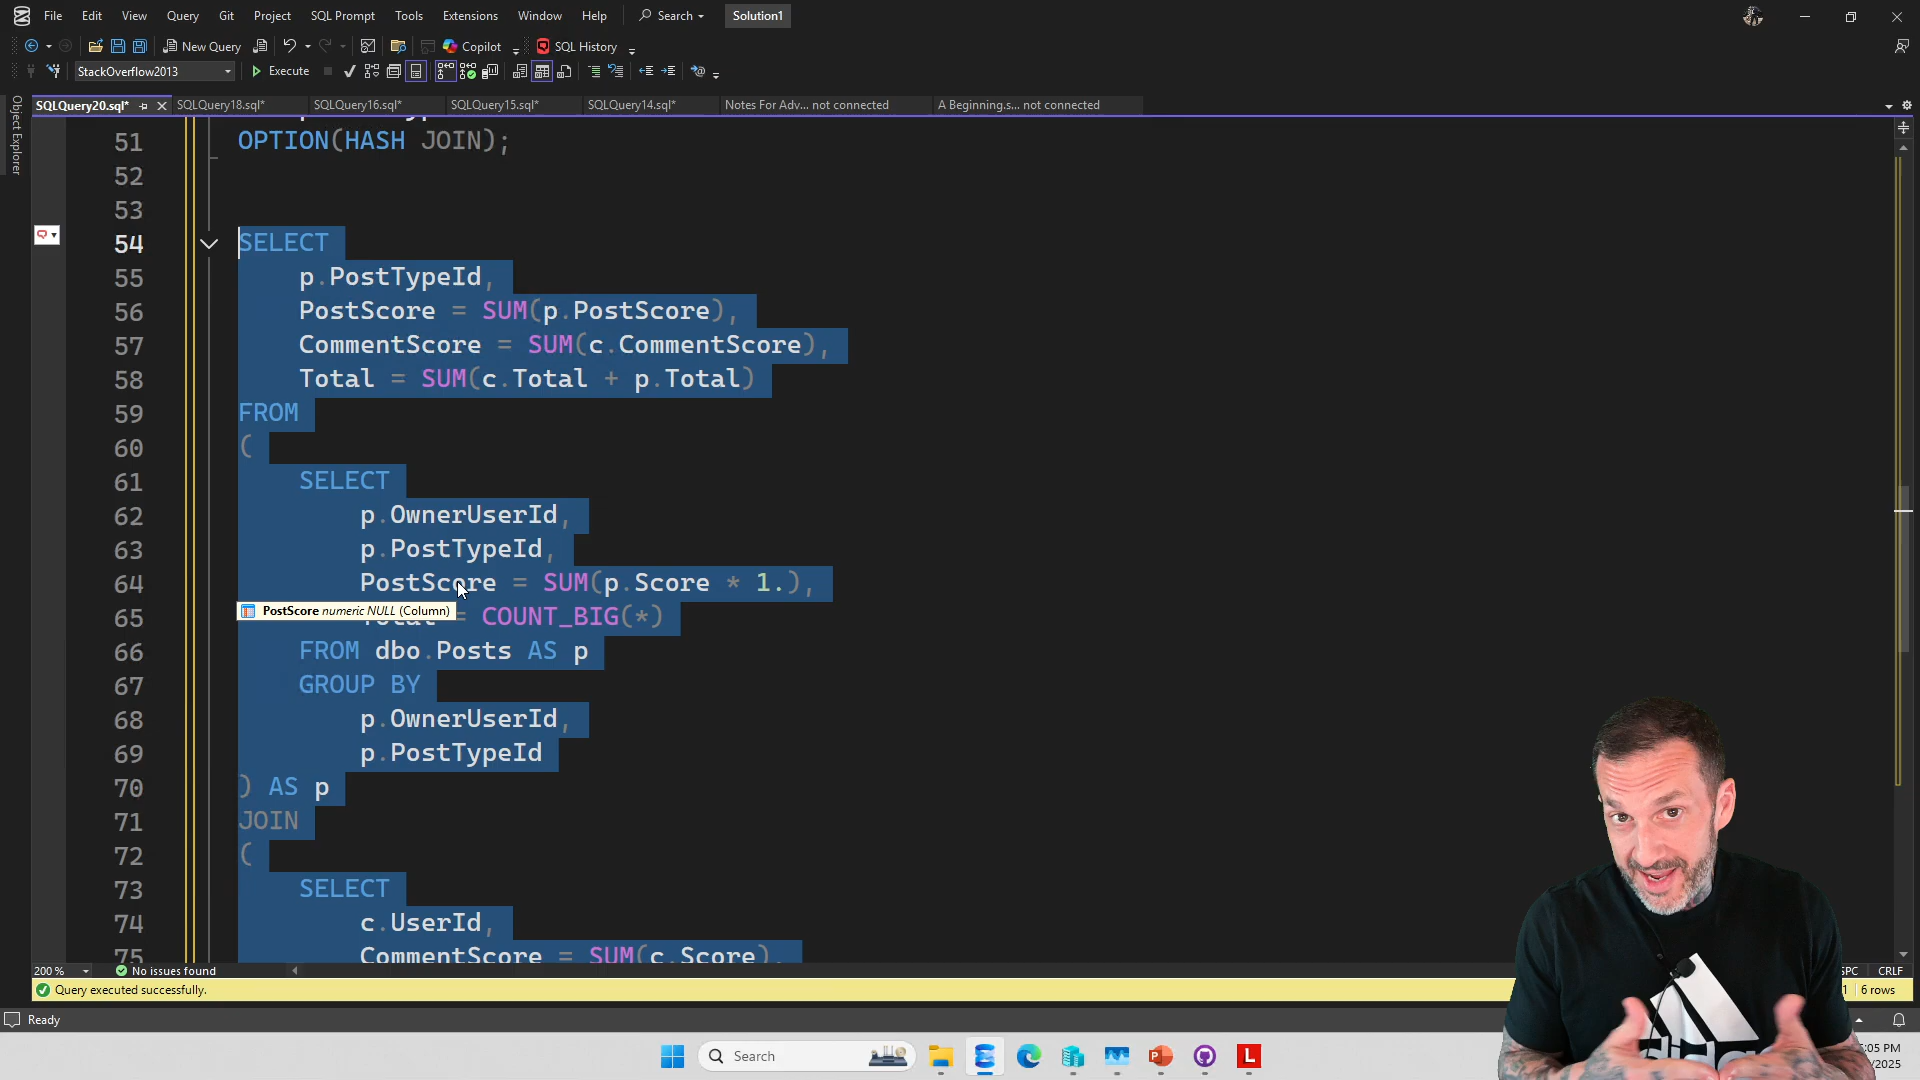 File Edit View Query Git Project SQL Prompt Tools Extensions Window Help Search Solution1
New Query Copilot SQL History
StackOverflow2013 Execute
SQLQuery20.sql* SQLQuery18.sql* SQLQuery16.sql* SQLQuery15.sql* SQLQuery14.sql* Notes For Adv... not connected A Beginning.s... not connected
Object Explorer
51 OPTION(HASH JOIN);
52
53
54 SELECT
55 p.PostTypeId,
56 PostScore = SUM(p.PostScore),
57 CommentScore = SUM(c.CommentScore),
58 Total = SUM(c.Total + p.Total)
59 FROM
60 (
61 SELECT
62 p.OwnerUserId,
63 p.PostTypeId,
64 PostScore = SUM(p.Score * 1.),
PostScore numeric NULL (Column)
65 Total = COUNT_BIG(*)
66 FROM dbo.Posts AS p
67 GROUP BY
68 p.OwnerUserId,
69 p.PostTypeId
70 ) AS p
71 JOIN
72 (
73 SELECT
74 c.UserId,
75 CommentScore = SUM(c.Score),
200 % No issues found SPC CRLF
Query executed successfully. 1 6 rows
Ready
Search
L
:05 PM
/2025
adidas